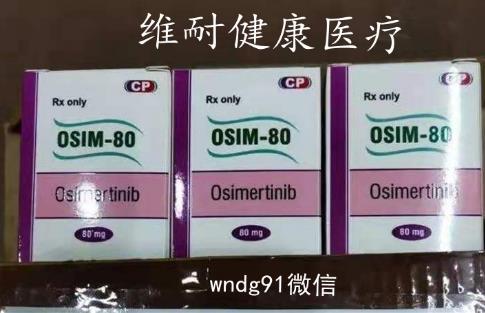 维耐健康医疗
CP
Rx only
OSIM-80
Osimertinib
80 mg
CP
Rx only
OSIM-80
Osimertinib
80 mg
CP
Rx only
OSIM-80
Osimertinib
80 mg
wndg91微信